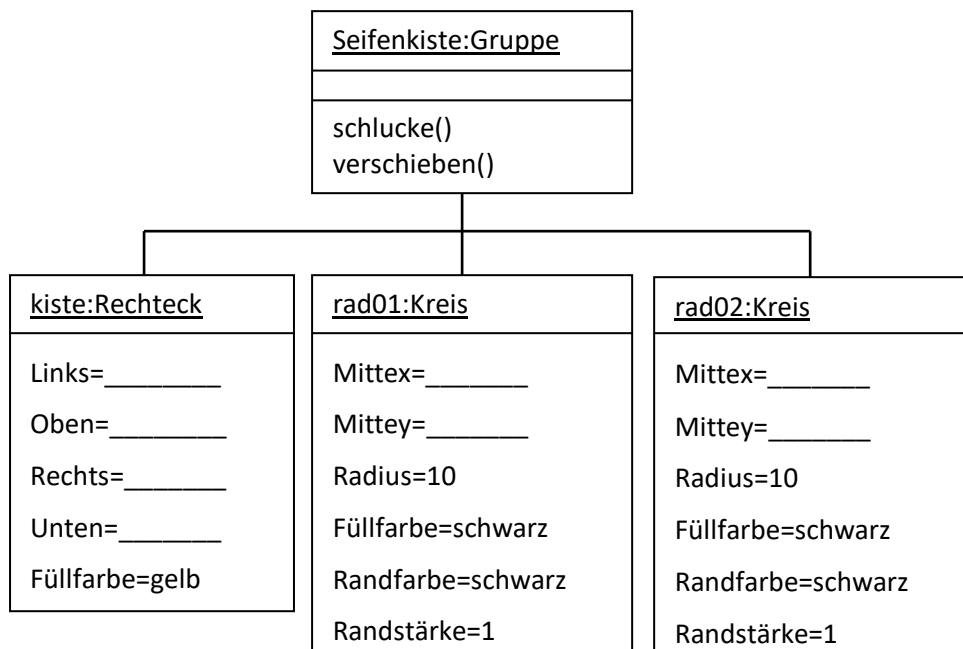 Seifenkiste:Gruppe
schlucke()
verschieben()
kiste:Rechteck
Links=________
Oben=________
Rechts=_______
Unten=_______
Füllfarbe=gelb
rad01:Kreis
Mittex=_______
Mittey=_______
Radius=10
Füllfarbe=schwarz
Randfarbe=schwarz
Randstärke=1
rad02:Kreis
Mittex=_______
Mittey=_______
Radius=10
Füllfarbe=schwarz
Randfarbe=schwarz
Randstärke=1